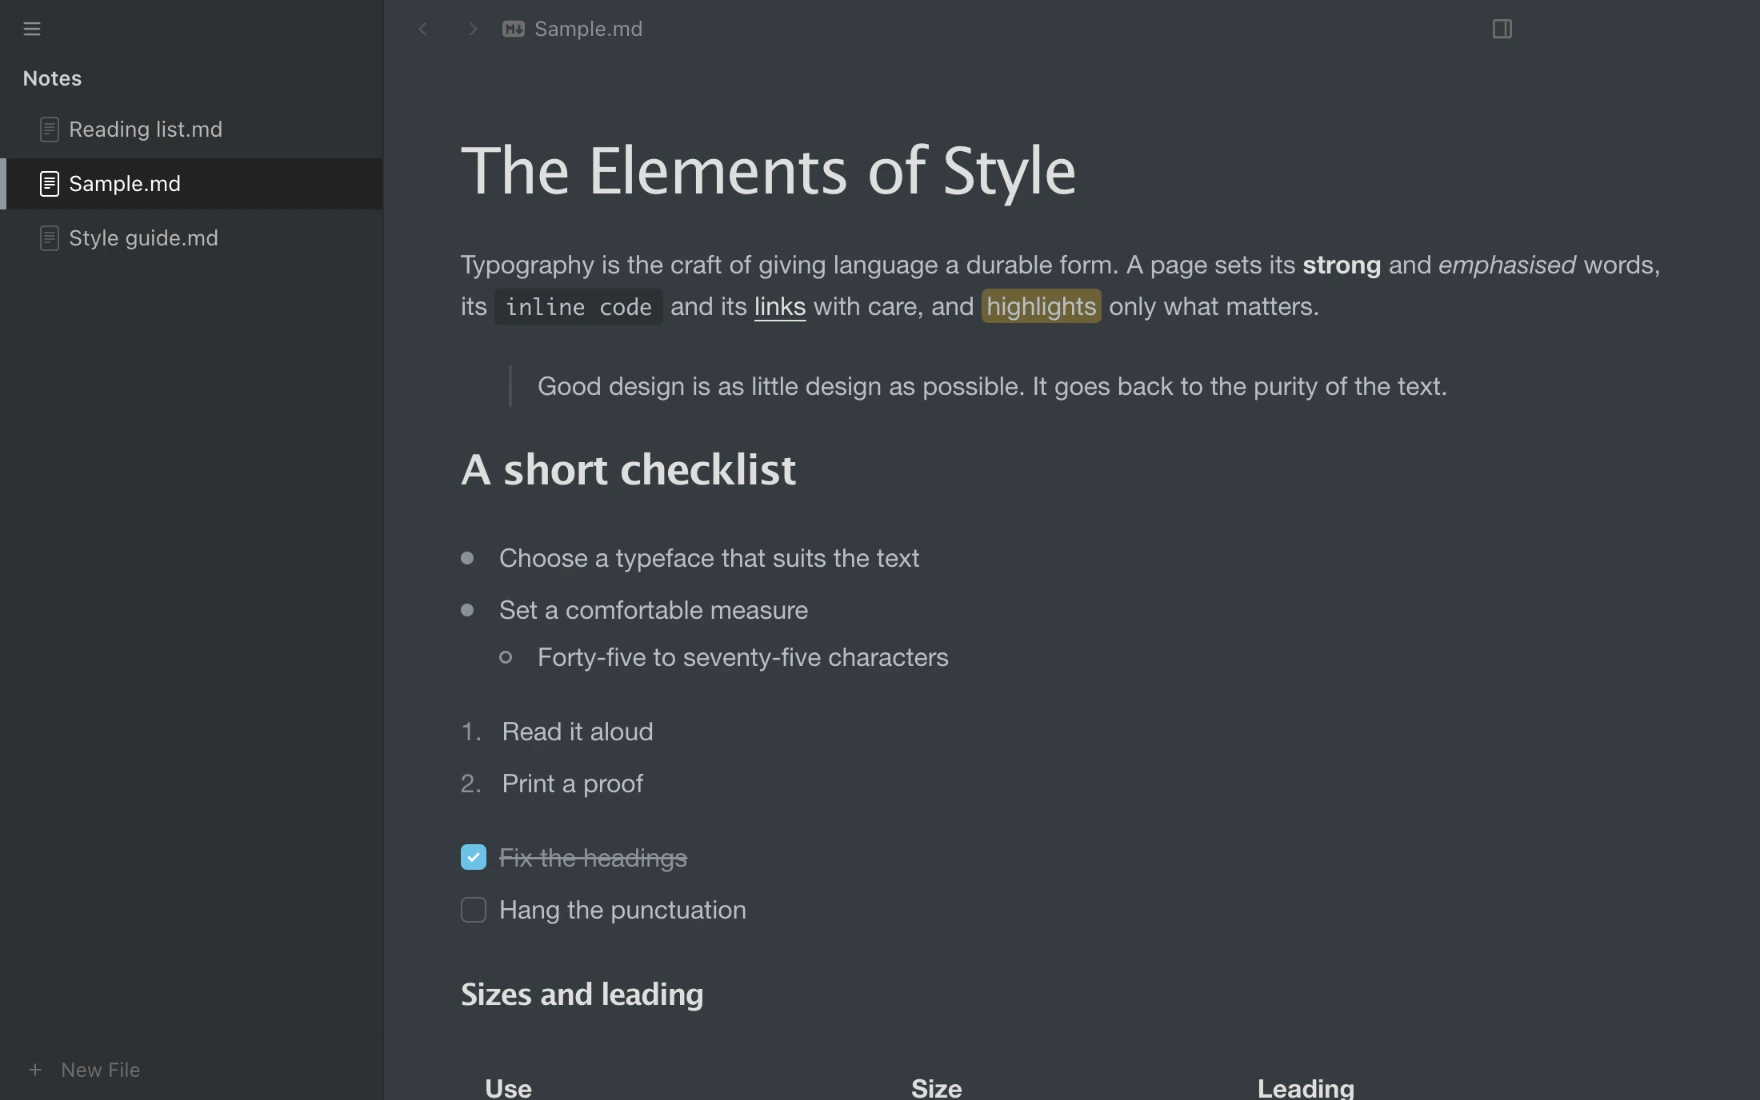 Sample.md
Notes
Reading list.md
Sample.md
Style guide.md
The Elements of Style
Typography is the craft of giving language a durable form. A page sets its strong and emphasised words,
its inline code and its links with care, and highlights only what matters.
Good design is as little design as possible. It goes back to the purity of the text.
A short checklist
Choose a typeface that suits the text
Set a comfortable measure
Forty-five to seventy-five characters
1. Read it aloud
2. Print a proof
Fix the headings
Hang the punctuation
Sizes and leading
Use Size Leading
+ New File